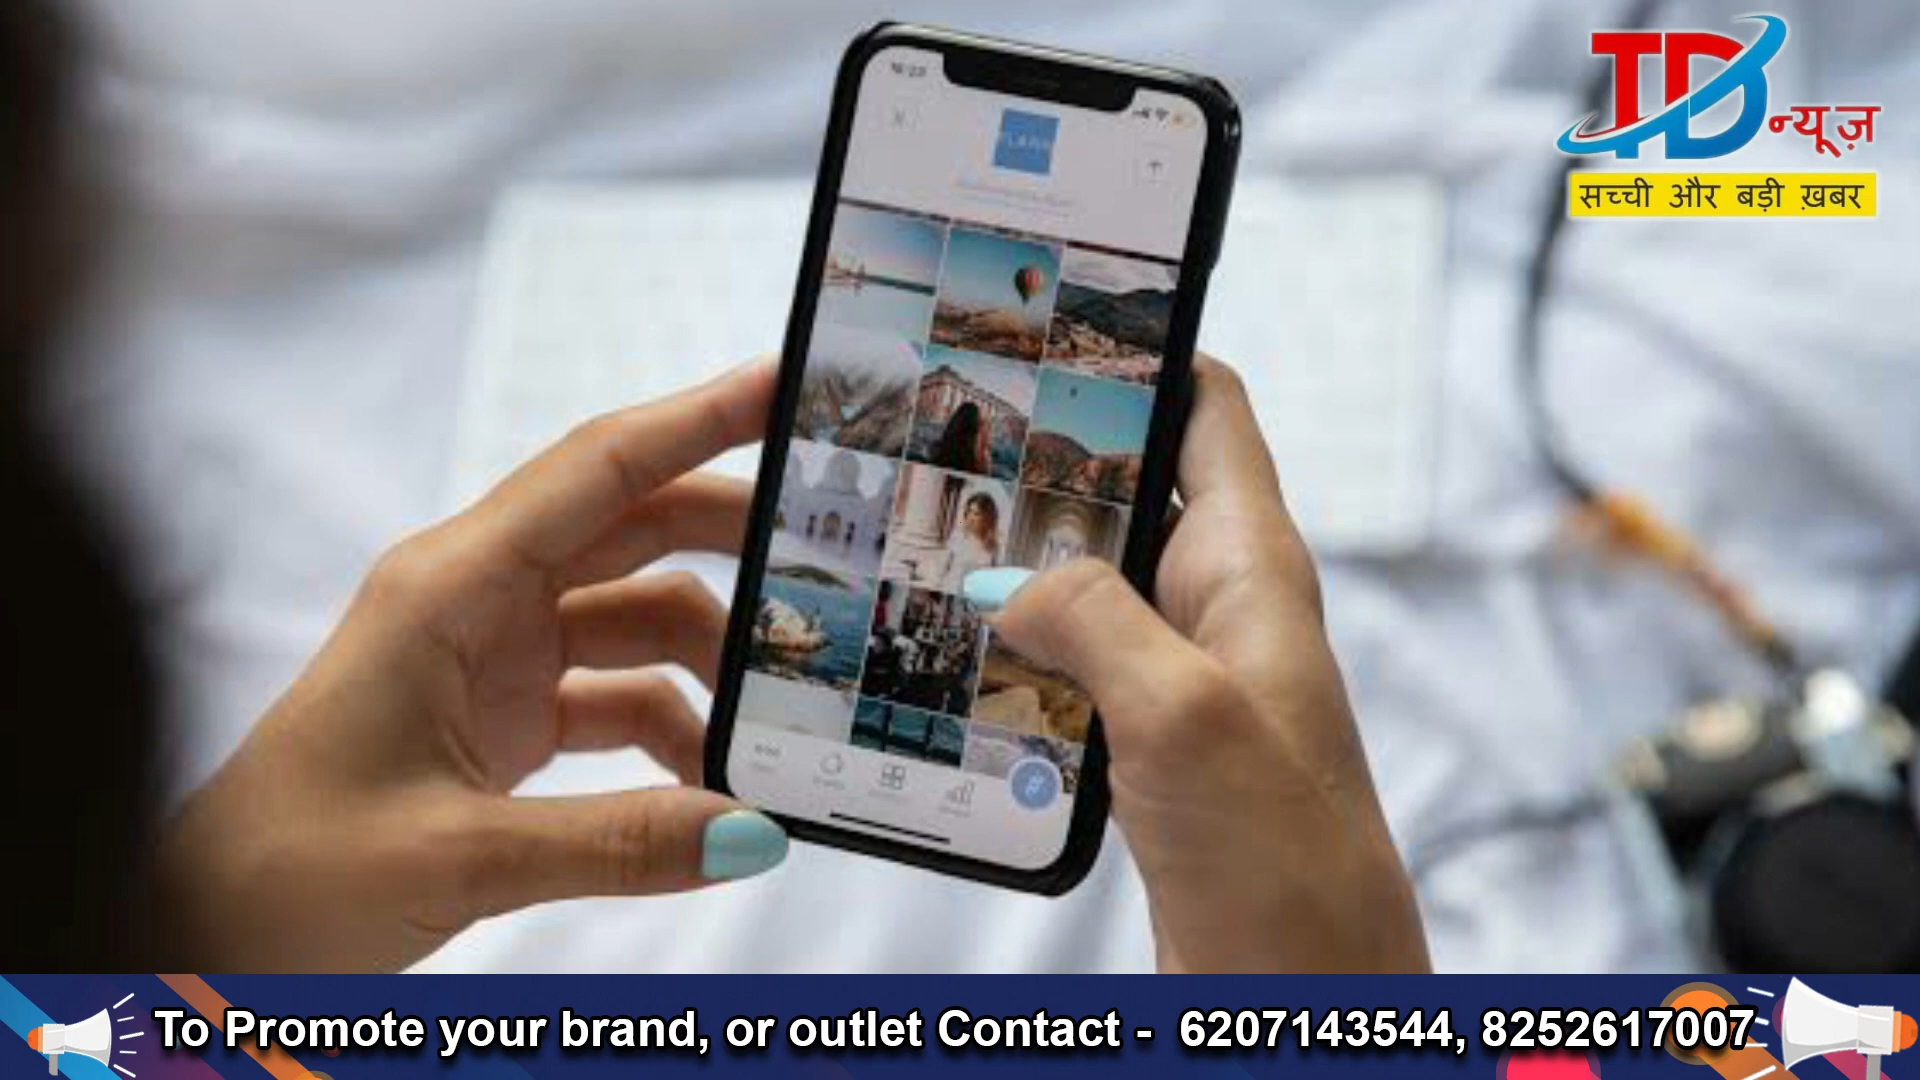 TD न्यूज़
सच्ची और बड़ी ख़बर
To Promote your brand, or outlet Contact - 6207143544, 8252617007